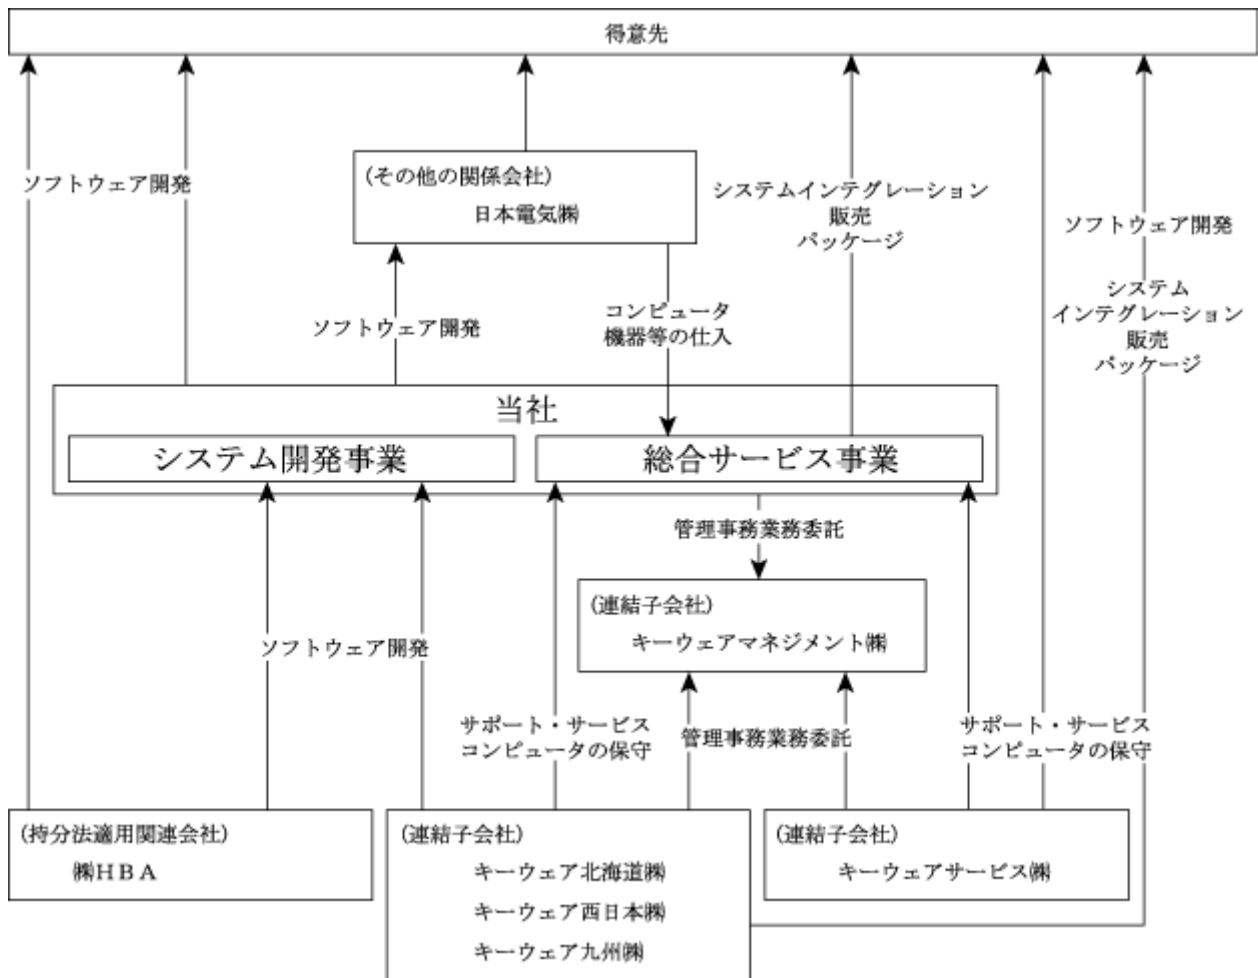 得意先
ソフトウェア開発
(その他の関係会社)
日本電気㈱
システムインテグレーション
販売
パッケージ
ソフトウェア開発
システム
インテグレーション
販売
パッケージ
ソフトウェア開発
コンピュータ
機器等の仕入
当社
システム開発事業
総合サービス事業
管理事務業務委託
(連結子会社)
キーウェアマネジメント㈱
ソフトウェア開発
サポート・サービス
コンピュータの保守
管理事務業務委託
サポート・サービス
コンピュータの保守
(持分法適用関連会社)
㈱HBA
(連結子会社)
キーウェア北海道㈱
キーウェア西日本㈱
キーウェア九州㈱
(連結子会社)
キーウェアサービス㈱